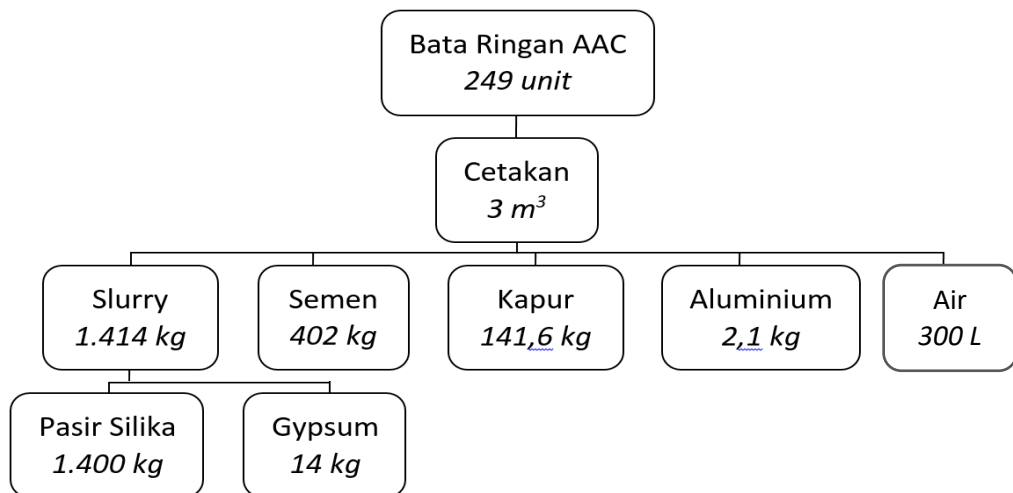 Bata Ringan AAC
249 unit
Cetakan
3 m³
Slurry
1.414 kg
Semen
402 kg
Kapur
141,6 kg
Aluminium
2,1 kg
Air
300 L
Pasir Silika
1.400 kg
Gypsum
14 kg